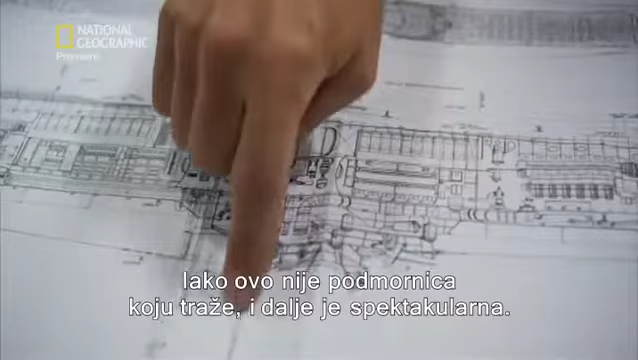 NATIONAL
GEOGRAPHIC
Premiere
Iako ovo nije podmornica
koju traže, i dalje je spektakularna.